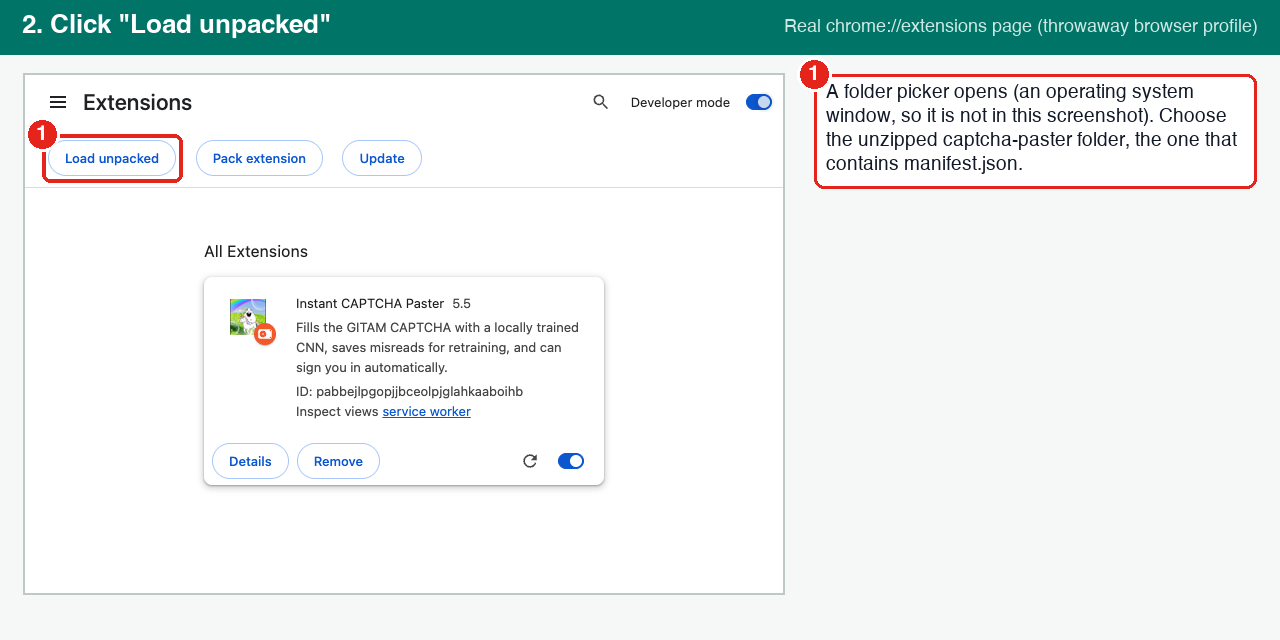 2. Click "Load unpacked"
Real chrome://extensions page (throwaway browser profile)
Extensions
Developer mode
1
Load unpacked
Pack extension
Update
All Extensions
Instant CAPTCHA Paster 5.5
Fills the GITAM CAPTCHA with a locally trained
CNN, saves misreads for retraining, and can
sign you in automatically.
ID: pabbejlpgopjjbceolpjglahkaaboihb
Inspect views service worker
Details
Remove
1
A folder picker opens (an operating system
window, so it is not in this screenshot). Choose
the unzipped captcha-paster folder, the one that
contains manifest.json.